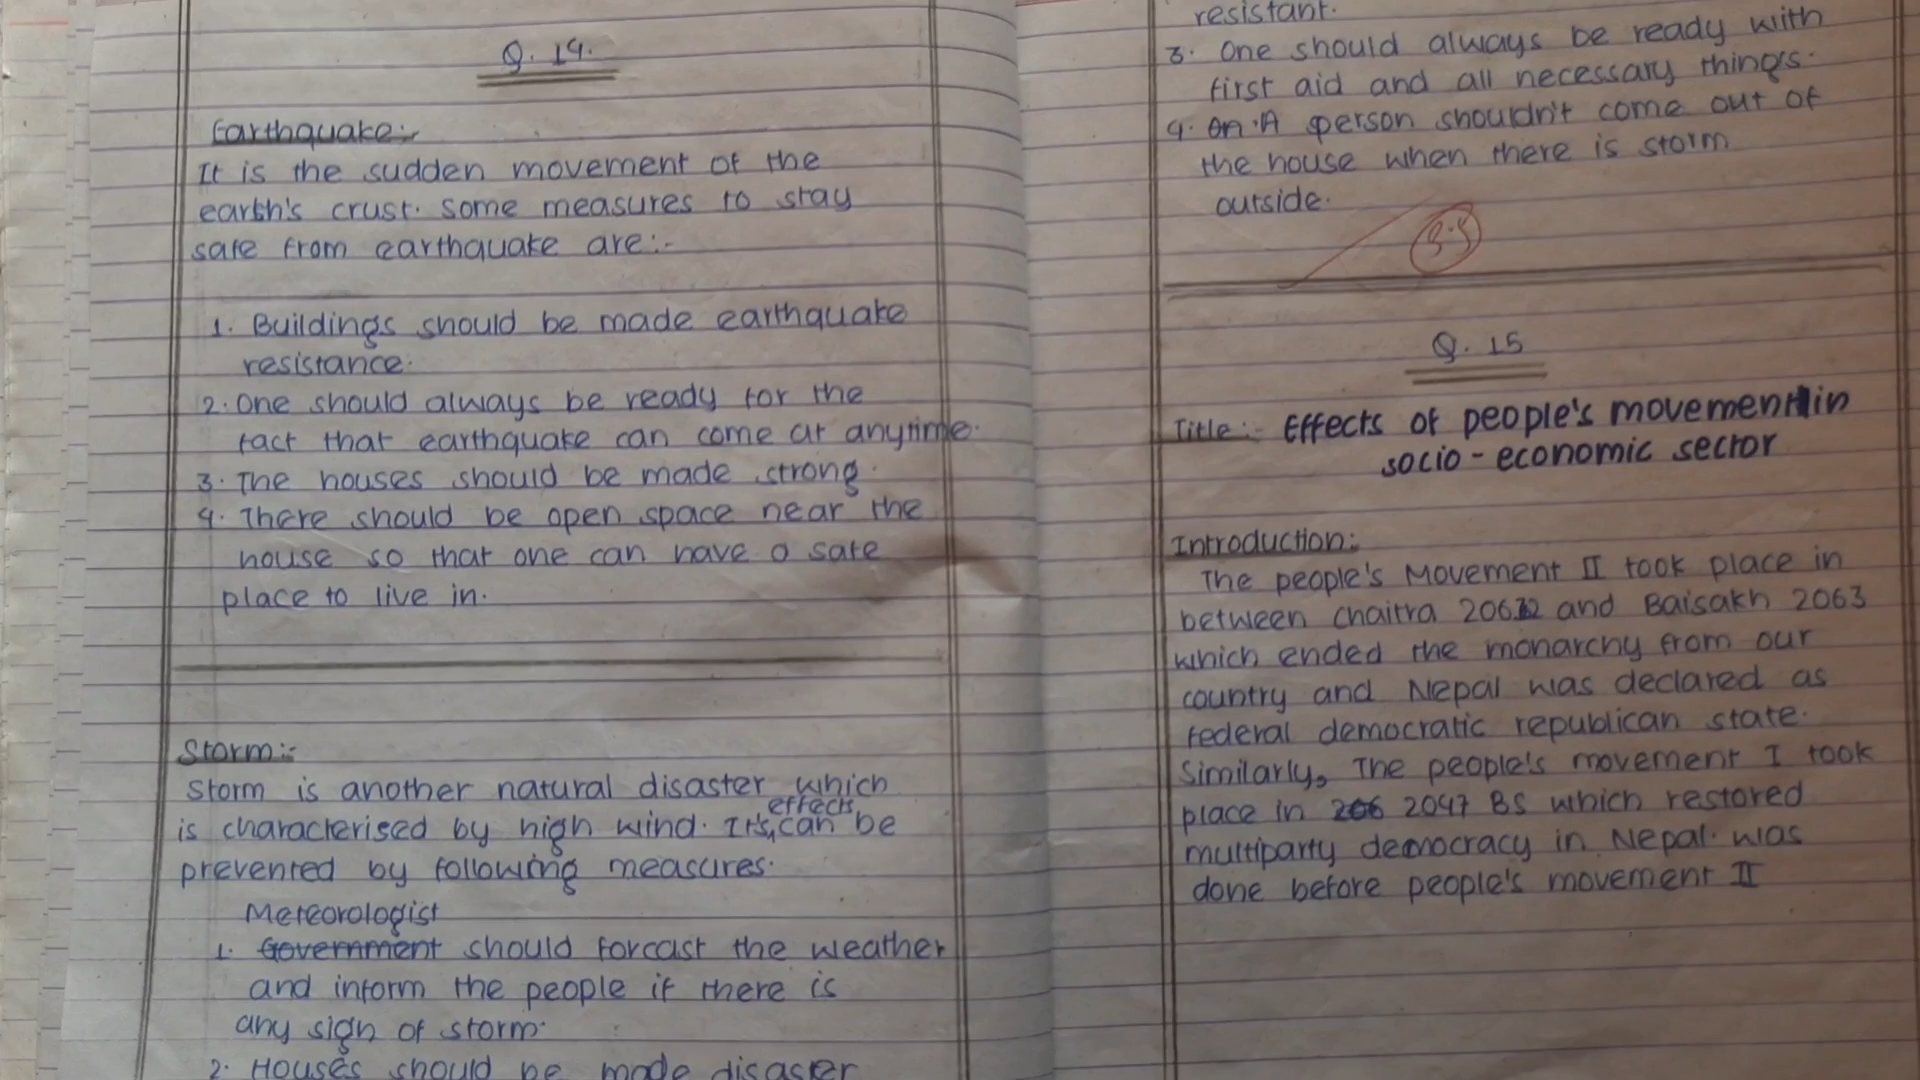 Q. 14.
Earthquake:-
It is the sudden movement of the
earth's crust. Some measures to stay
safe from earthquake are:-
1. Buildings should be made earthquake
resistance.
2. One should always be ready for the
fact that earthquake can come at anytime.
3. The houses should be made strong.
4. There should be open space near the
house so that one can have a safe
place to live in.
Storm:-
Storm is another natural disaster which
effects
is characterised by high wind. It's can be
prevented by following measures.
Meteorologist
1. Government should forcast the weather
and inform the people if there is
any sign of storm.
2. Houses should be made disaster
resistant.
3. One should always be ready with
first aid and all necessary things.
4. An. A person shouldn't come out of
the house when there is storm
outside.
3.5
Q. 15
Title:- Effects of people's movement in
socio-economic sector
Introduction:
The people's Movement II took place in
between Chaitra 2062 and Baisakh 2063
which ended the monarchy from our
country and Nepal was declared as
federal democratic republican state.
Similarly, The people's movement I took
place in 206 2047 BS which restored
multiparty democracy in Nepal. was
done before people's movement II